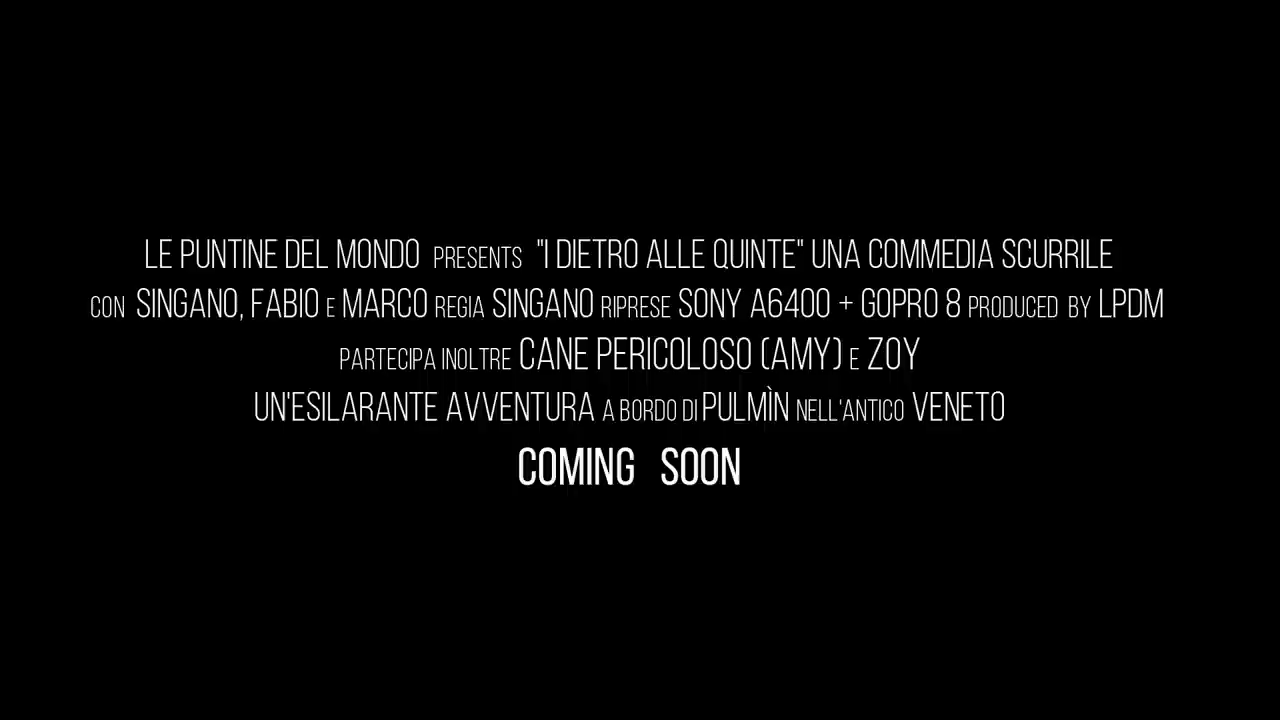 LE PUNTINE DEL MONDO PRESENTS "I DIETRO ALLE QUINTE" UNA COMMEDIA SCURRILE
CON SINGANO, FABIO E MARCO REGIA SINGANO RIPRESE SONY A6400 + GOPRO 8 PRODUCED BY LPDM
PARTECIPA INOLTRE CANE PERICOLOSO (AMY) E ZOY
UN'ESILARANTE AVVENTURA A BORDO DI PULMÌN NELL'ANTICO VENETO
COMING SOON